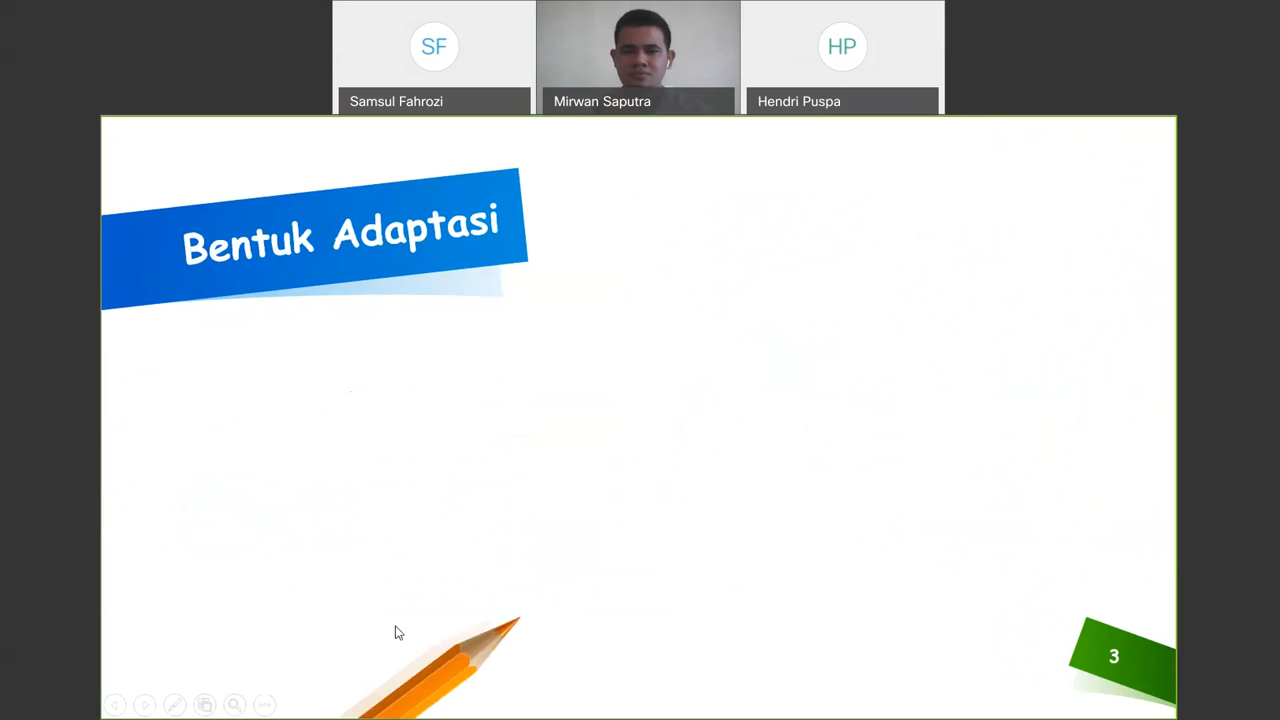 SF
HP
Samsul Fahrozi
Mirwan Saputra
Hendri Puspa
Bentuk Adaptasi
3